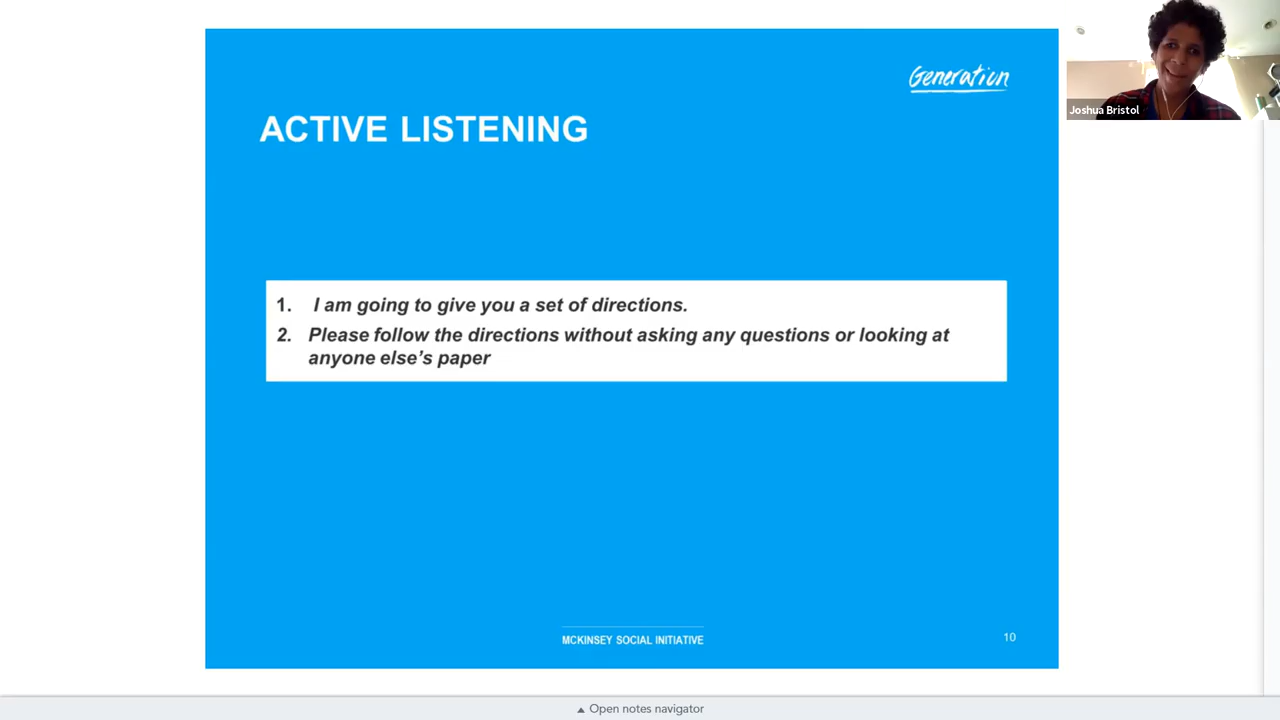 Generation
Joshua Bristol
ACTIVE LISTENING
1. I am going to give you a set of directions.
2. Please follow the directions without asking any questions or looking at
anyone else’s paper
MCKINSEY SOCIAL INITIATIVE
10
▲ Open notes navigator